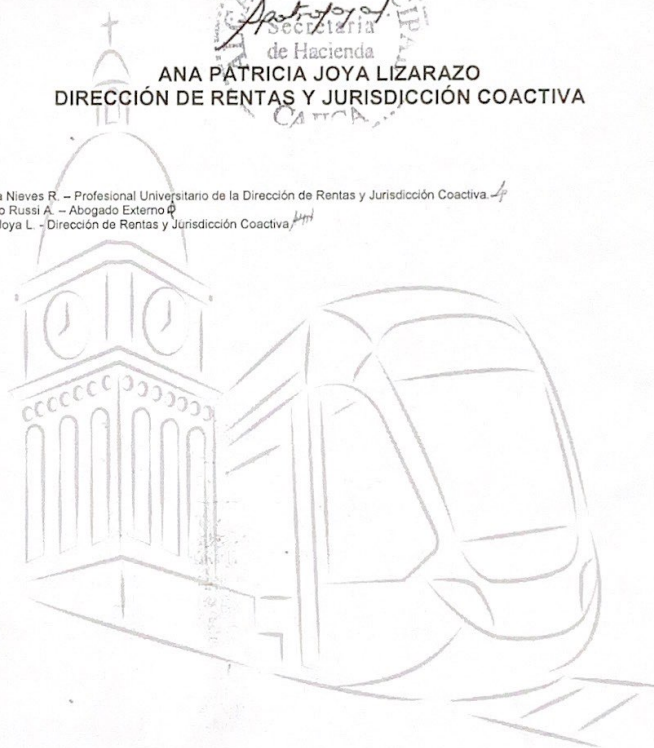 Secretaria
de Hacienda
ANA PATRICIA JOYA LIZARAZO
DIRECCIÓN DE RENTAS Y JURISDICCIÓN COACTIVA
Nieves R. – Profesional Universitario de la Dirección de Rentas y Jurisdicción Coactiva.
Russi A. – Abogado Externo
Joya L. - Dirección de Rentas y Jurisdicción Coactiva